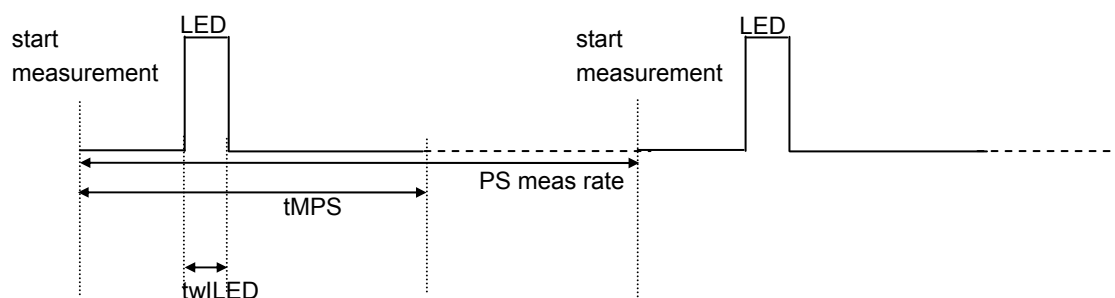 LED
start
measurement
LED
start
measurement
PS meas rate
tMPS
twILED